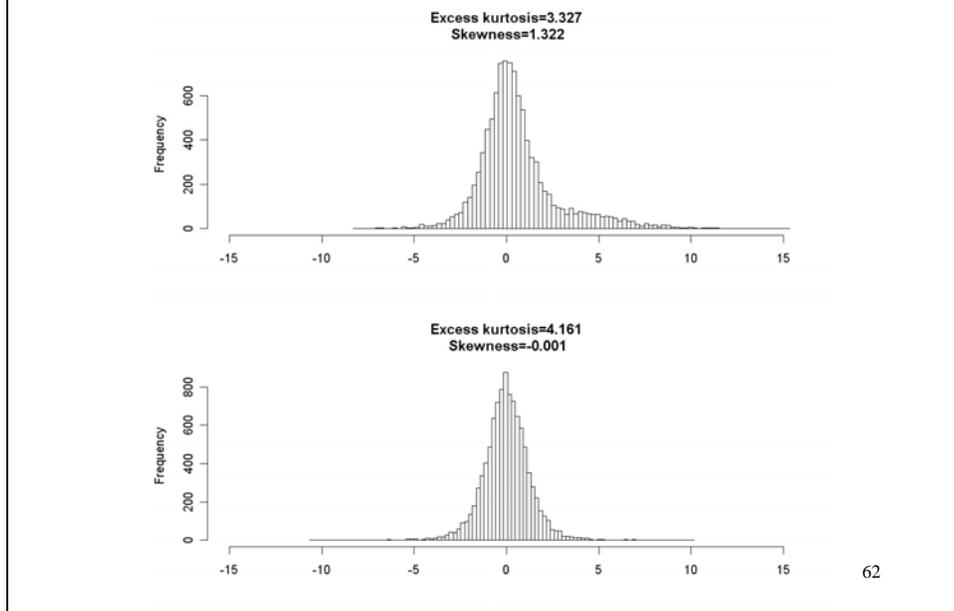 Excess kurtosis=3.327
Skewness=1.322
Frequency
600
400
200
0
-15 -10 -5 0 5 10 15
Excess kurtosis=4.161
Skewness=-0.001
Frequency
800
600
400
200
0
-15 -10 -5 0 5 10 15
62